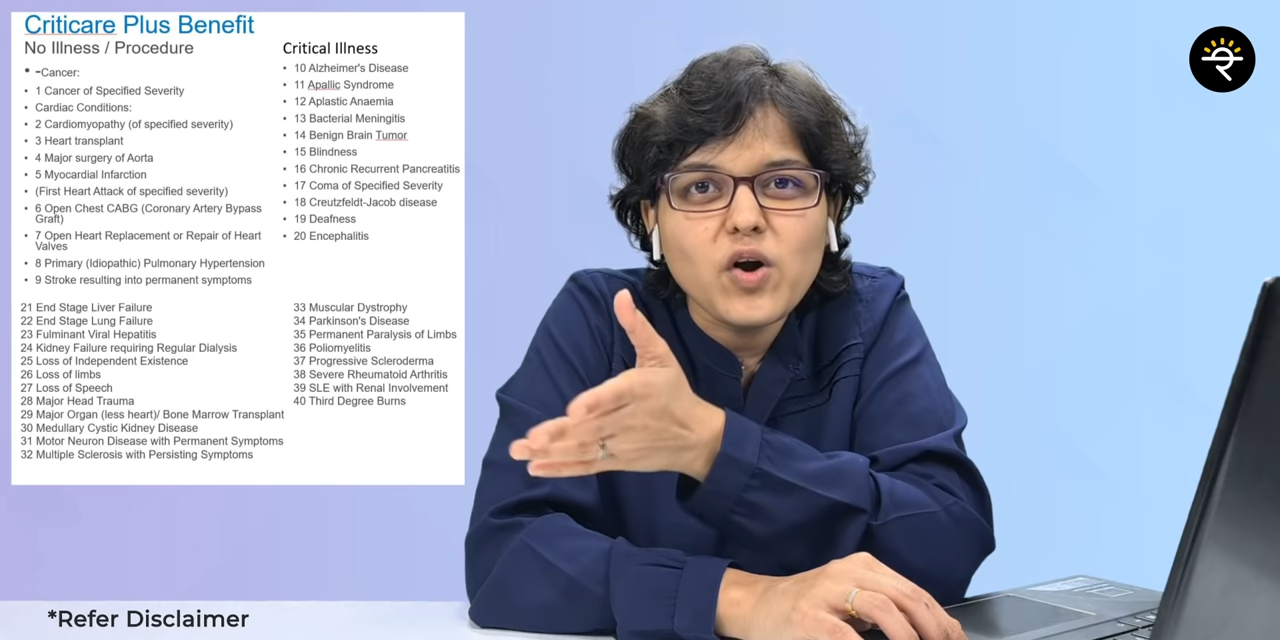 Criticare Plus Benefit
No Illness / Procedure
• -Cancer:
• 1 Cancer of Specified Severity
• Cardiac Conditions:
• 2 Cardiomyopathy (of specified severity)
• 3 Heart transplant
• 4 Major surgery of Aorta
• 5 Myocardial Infarction
• (First Heart Attack of specified severity)
• 6 Open Chest CABG (Coronary Artery Bypass
Graft)
• 7 Open Heart Replacement or Repair of Heart
Valves
• 8 Primary (Idiopathic) Pulmonary Hypertension
• 9 Stroke resulting into permanent symptoms
Critical Illness
• 10 Alzheimer's Disease
• 11 Apallic Syndrome
• 12 Aplastic Anaemia
• 13 Bacterial Meningitis
• 14 Benign Brain Tumor
• 15 Blindness
• 16 Chronic Recurrent Pancreatitis
• 17 Coma of Specified Severity
• 18 Creutzfeldt-Jacob disease
• 19 Deafness
• 20 Encephalitis
21 End Stage Liver Failure
22 End Stage Lung Failure
23 Fulminant Viral Hepatitis
24 Kidney Failure requiring Regular Dialysis
25 Loss of Independent Existence
26 Loss of limbs
27 Loss of Speech
28 Major Head Trauma
29 Major Organ (less heart)/ Bone Marrow Transplant
30 Medullary Cystic Kidney Disease
31 Motor Neuron Disease with Permanent Symptoms
32 Multiple Sclerosis with Persisting Symptoms
33 Muscular Dystrophy
34 Parkinson's Disease
35 Permanent Paralysis of Limbs
36 Poliomyelitis
37 Progressive Scleroderma
38 Severe Rheumatoid Arthritis
39 SLE with Renal Involvement
40 Third Degree Burns
*Refer Disclaimer